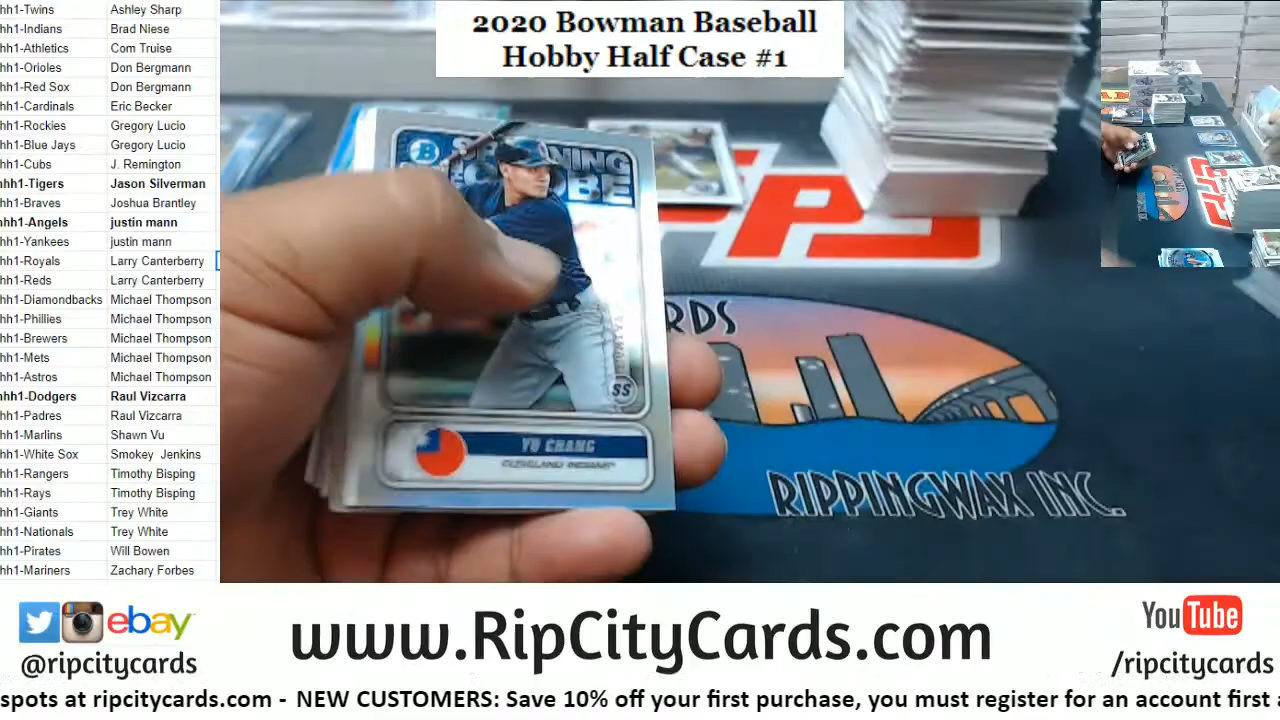 hh1-Twins Ashley Sharp
hh1-Indians Brad Niese
hh1-Athletics Com Truise
hh1-Orioles Don Bergmann
hh1-Red Sox Don Bergmann
hh1-Cardinals Eric Becker
hh1-Rockies Gregory Lucio
hh1-Blue Jays Gregory Lucio
hh1-Cubs J. Remington
hh1-Tigers Jason Silverman
hh1-Braves Joshua Brantley
hh1-Angels justin mann
hh1-Yankees justin mann
hh1-Royals Larry Canterberry
hh1-Reds Larry Canterberry
hh1-Diamondbacks Michael Thompson
hh1-Phillies Michael Thompson
hh1-Brewers Michael Thompson
hh1-Mets Michael Thompson
hh1-Astros Michael Thompson
hh1-Dodgers Raul Vizcarra
hh1-Padres Raul Vizcarra
hh1-Marlins Shawn Vu
hh1-White Sox Smokey Jenkins
hh1-Rangers Timothy Bisping
hh1-Rays Timothy Bisping
hh1-Giants Trey White
hh1-Nationals Trey White
hh1-Pirates Will Bowen
hh1-Mariners Zachary Forbes
2020 Bowman Baseball
Hobby Half Case #1
B
SS
YU CHANG
CLEVELAND INDIANS
RDS
RIPPINGWAX INC.
ebay
@ripcitycards
www.RipCityCards.com
YouTube
/ripcitycards
spots at ripcitycards.com - NEW CUSTOMERS: Save 10% off your first purchase, you must register for an account first